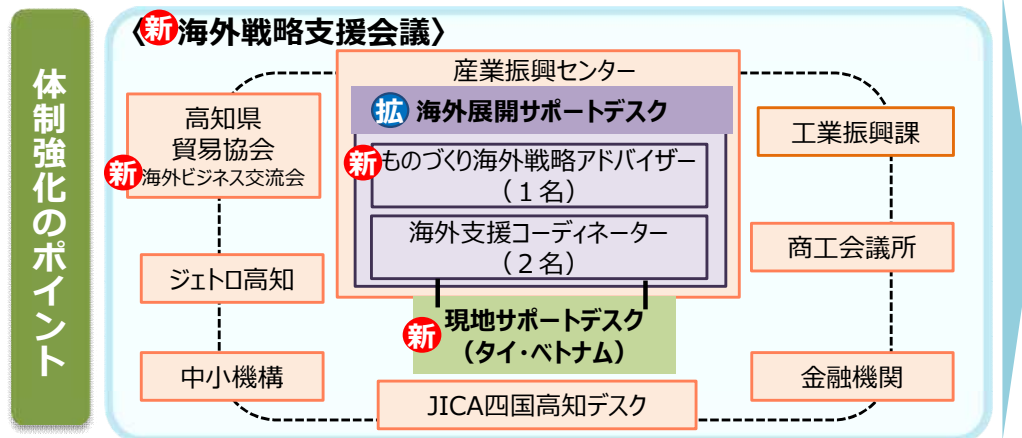 体制強化のポイント
〈新海外戦略支援会議〉
産業振興センター
拡 海外展開サポートデスク
新ものづくり海外戦略アドバイザー
（１名）
海外支援コーディネーター
（２名）
新 現地サポートデスク
（タイ・ベトナム）
高知県
貿易協会
新 海外ビジネス交流会
ジェトロ高知
中小機構
JICA四国高知デスク
工業振興課
商工会議所
金融機関